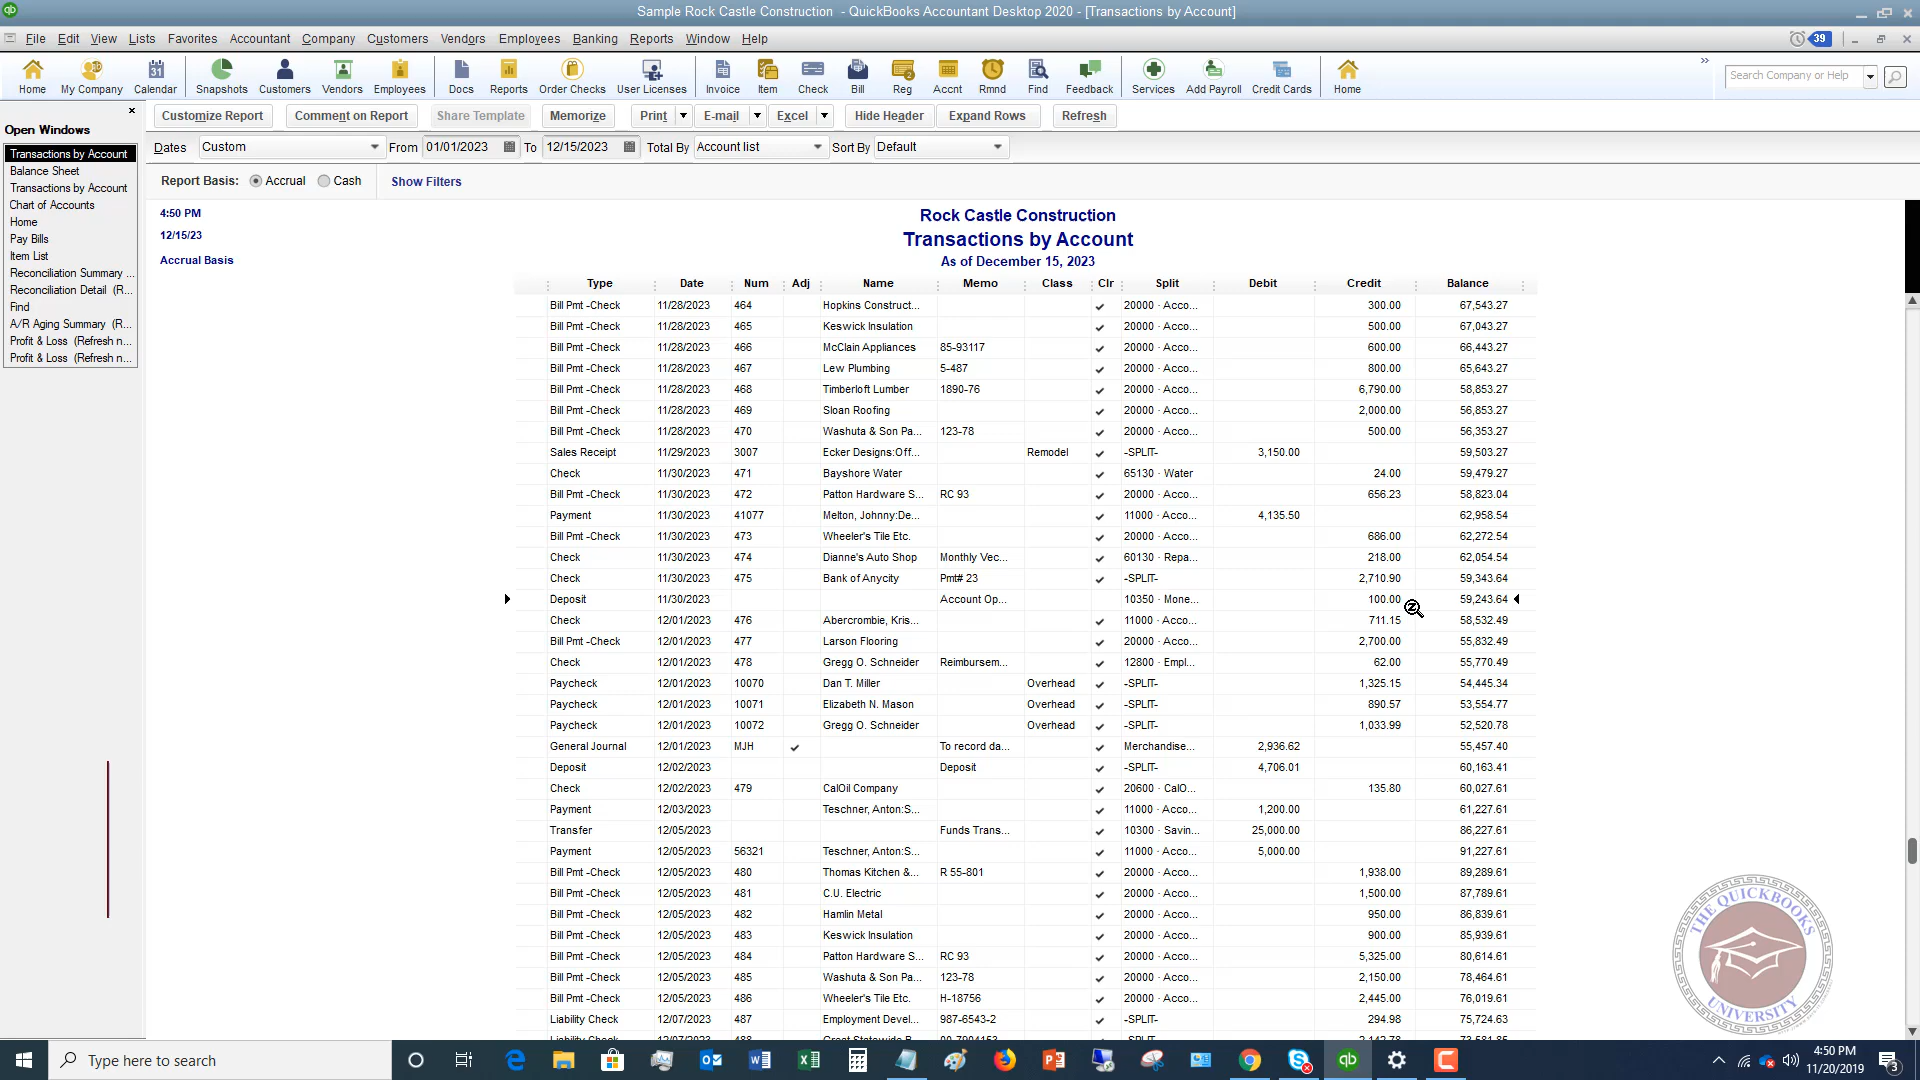 Sample Rock Castle Construction - QuickBooks Accountant Desktop 2020 - [Transactions by Account]
File Edit View Lists Favorites Accountant Company Customers Vendors Employees Banking Reports Window Help 39
Home My Company Calendar Snapshots Customers Vendors Employees Docs Reports Order Checks User Licenses Invoice Item Check Bill Reg Accnt Rmnd Find Feedback Services Add Payroll Credit Cards Home Search Company or Help
Customize Report Comment on Report Share Template Memorize Print E-mail Excel Hide Header Expand Rows Refresh
Dates Custom From 01/01/2023 To 12/15/2023 Total By Account list Sort By Default
Report Basis: Accrual Cash Show Filters
Open Windows
Transactions by Account
Balance Sheet
Transactions by Account
Chart of Accounts
Home
Pay Bills
Item List
Reconciliation Summary ...
Reconciliation Detail (R...
Find
A/R Aging Summary (R...
Profit & Loss (Refresh n...
Profit & Loss (Refresh n...
4:50 PM
12/15/23
Accrual Basis
Rock Castle Construction
Transactions by Account
As of December 15, 2023
Type Date Num Adj Name Memo Class Clr Split Debit Credit Balance
Bill Pmt -Check 11/28/2023 464 Hopkins Construct... 20000 · Acco... 300.00 67,543.27
Bill Pmt -Check 11/28/2023 465 Keswick Insulation 20000 · Acco... 500.00 67,043.27
Bill Pmt -Check 11/28/2023 466 McClain Appliances 85-93117 20000 · Acco... 600.00 66,443.27
Bill Pmt -Check 11/28/2023 467 Lew Plumbing 5-487 20000 · Acco... 800.00 65,643.27
Bill Pmt -Check 11/28/2023 468 Timberloft Lumber 1890-76 20000 · Acco... 6,790.00 58,853.27
Bill Pmt -Check 11/28/2023 469 Sloan Roofing 20000 · Acco... 2,000.00 56,853.27
Bill Pmt -Check 11/28/2023 470 Washuta & Son Pa... 123-78 20000 · Acco... 500.00 56,353.27
Sales Receipt 11/29/2023 3007 Ecker Designs:Off... Remodel -SPLIT- 3,150.00 59,503.27
Check 11/30/2023 471 Bayshore Water 65130 · Water 24.00 59,479.27
Bill Pmt -Check 11/30/2023 472 Patton Hardware S... RC 93 20000 · Acco... 656.23 58,823.04
Payment 11/30/2023 41077 Melton, Johnny:De... 11000 · Acco... 4,135.50 62,958.54
Bill Pmt -Check 11/30/2023 473 Wheeler's Tile Etc. 20000 · Acco... 686.00 62,272.54
Check 11/30/2023 474 Dianne's Auto Shop Monthly Vec... 60130 · Repa... 218.00 62,054.54
Check 11/30/2023 475 Bank of Anycity Pmt# 23 -SPLIT- 2,710.90 59,343.64
Deposit 11/30/2023 Account Op... 10350 · Mone... 100.00 59,243.64
Check 12/01/2023 476 Abercrombie, Kris... 11000 · Acco... 711.15 58,532.49
Bill Pmt -Check 12/01/2023 477 Larson Flooring 20000 · Acco... 2,700.00 55,832.49
Check 12/01/2023 478 Gregg O. Schneider Reimbursem... 12800 · Empl... 62.00 55,770.49
Paycheck 12/01/2023 10070 Dan T. Miller Overhead -SPLIT- 1,325.15 54,445.34
Paycheck 12/01/2023 10071 Elizabeth N. Mason Overhead -SPLIT- 890.57 53,554.77
Paycheck 12/01/2023 10072 Gregg O. Schneider Overhead -SPLIT- 1,033.99 52,520.78
General Journal 12/01/2023 MJH To record da... Merchandise... 2,936.62 55,457.40
Deposit 12/02/2023 Deposit -SPLIT- 4,706.01 60,163.41
Check 12/02/2023 479 CalOil Company 20600 · CalO... 135.80 60,027.61
Payment 12/03/2023 Teschner, Anton:S... 11000 · Acco... 1,200.00 61,227.61
Transfer 12/05/2023 Funds Trans... 10300 · Savin... 25,000.00 86,227.61
Payment 12/05/2023 56321 Teschner, Anton:S... 11000 · Acco... 5,000.00 91,227.61
Bill Pmt -Check 12/05/2023 480 Thomas Kitchen &... R 55-801 20000 · Acco... 1,938.00 89,289.61
Bill Pmt -Check 12/05/2023 481 C.U. Electric 20000 · Acco... 1,500.00 87,789.61
Bill Pmt -Check 12/05/2023 482 Hamlin Metal 20000 · Acco... 950.00 86,839.61
Bill Pmt -Check 12/05/2023 483 Keswick Insulation 20000 · Acco... 900.00 85,939.61
Bill Pmt -Check 12/05/2023 484 Patton Hardware S... RC 93 20000 · Acco... 5,325.00 80,614.61
Bill Pmt -Check 12/05/2023 485 Washuta & Son Pa... 123-78 20000 · Acco... 2,150.00 78,464.61
Bill Pmt -Check 12/05/2023 486 Wheeler's Tile Etc. H-18756 20000 · Acco... 2,445.00 76,019.61
Liability Check 12/07/2023 487 Employment Devel... 987-6543-2 -SPLIT- 294.98 75,724.63
THE QUICKBOOKS UNIVERSITY
Type here to search
4:50 PM
11/20/2019
3